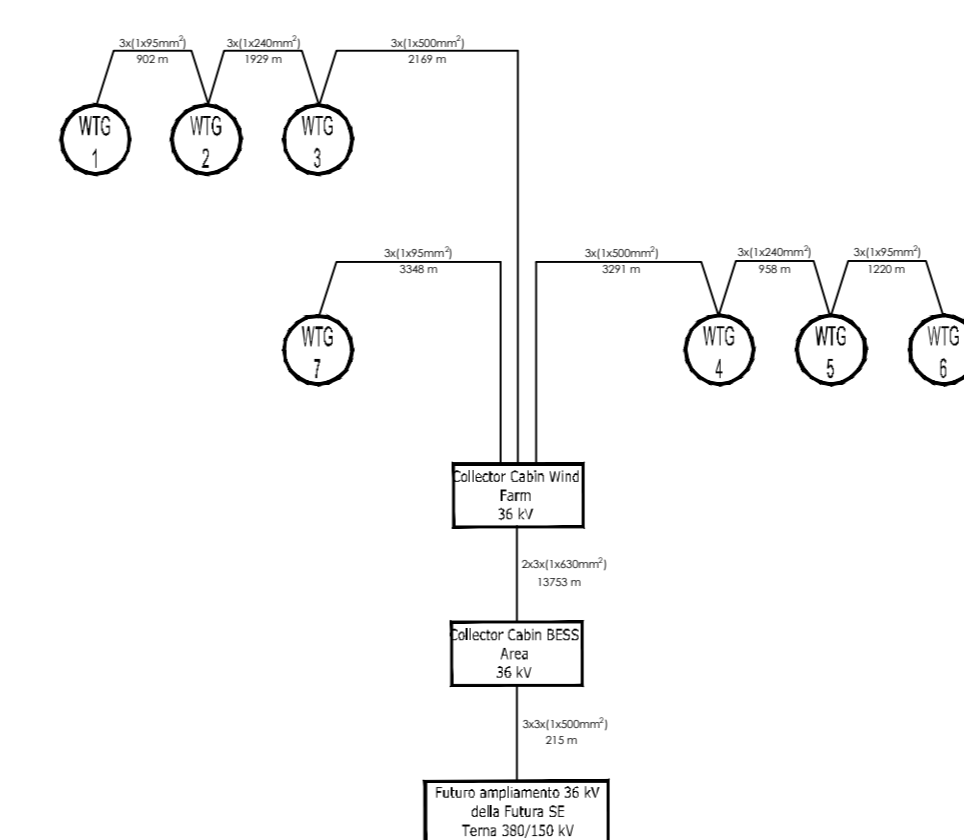 3x(1x95mm²)
902 m
3x(1x240mm²)
1929 m
3x(1x500mm²)
2169 m
WTG
1
WTG
2
WTG
3
3x(1x95mm²)
3348 m
3x(1x500mm²)
3291 m
3x(1x240mm²)
958 m
3x(1x95mm²)
1220 m
WTG
7
WTG
4
WTG
5
WTG
6
Collector Cabin Wind
Farm
36 kV
2x3x(1x630mm²)
13753 m
Collector Cabin BESS
Area
36 kV
3x3x(1x500mm²)
215 m
Futuro ampliamento 36 kV
della Futura SE
Terna 380/150 kV